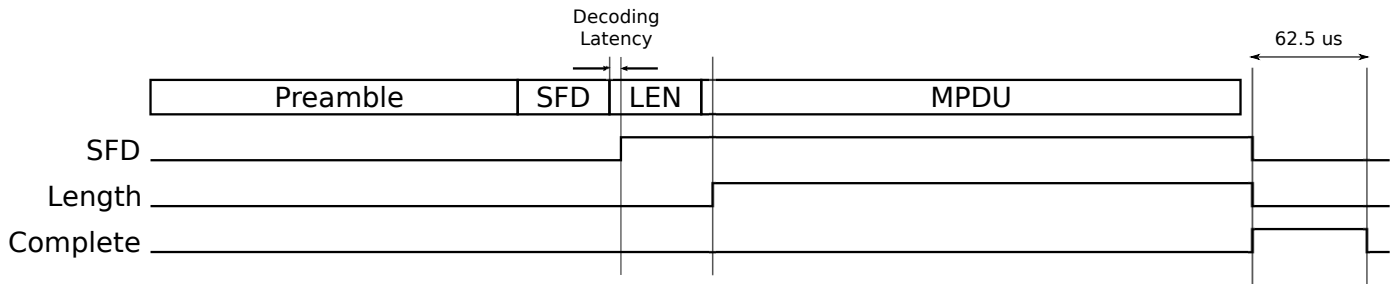 Decoding
Latency
62.5 us
Preamble SFD LEN MPDU
SFD
Length
Complete